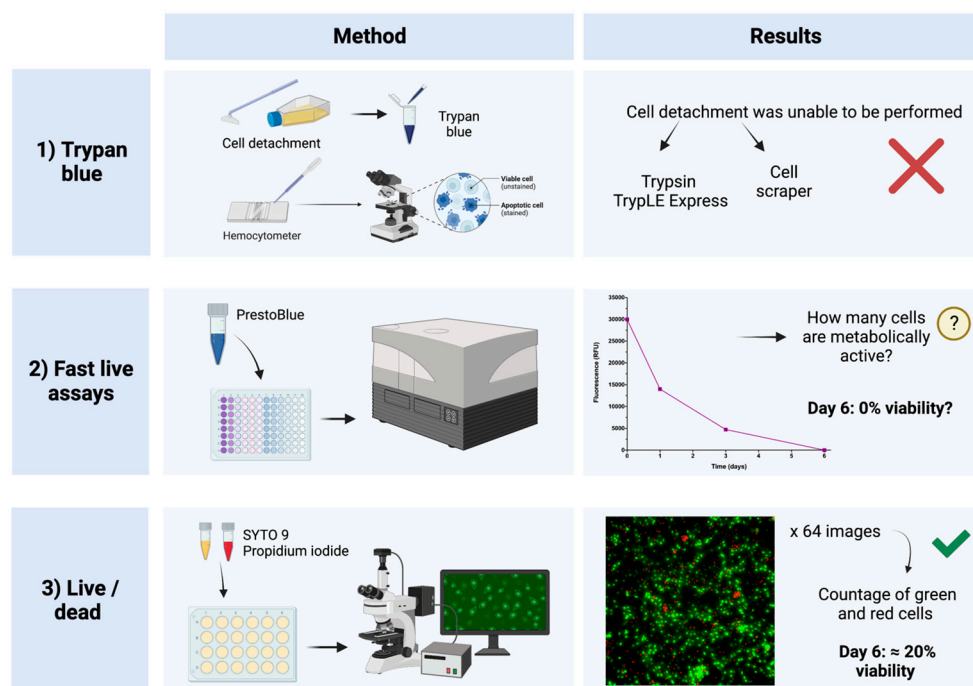 Method
Results
1) Trypan
blue
Cell detachment
Trypan
blue
Hemocytometer
Viable cell
(unstained)
Apoptotic cell
(stained)
Cell detachment was unable to be performed
Trypsin
TrypLE Express
Cell
scraper
2) Fast live
assays
PrestoBlue
Fluorescence (RFU)
35000
30000
25000
20000
15000
10000
5000
0
0
1
2
3
4
5
6
Time (days)
How many cells
are metabolically
active?
?
Day 6: 0% viability?
3) Live /
dead
SYTO 9
Propidium iodide
x 64 images
Countage of green
and red cells
Day 6: ≈ 20%
viability